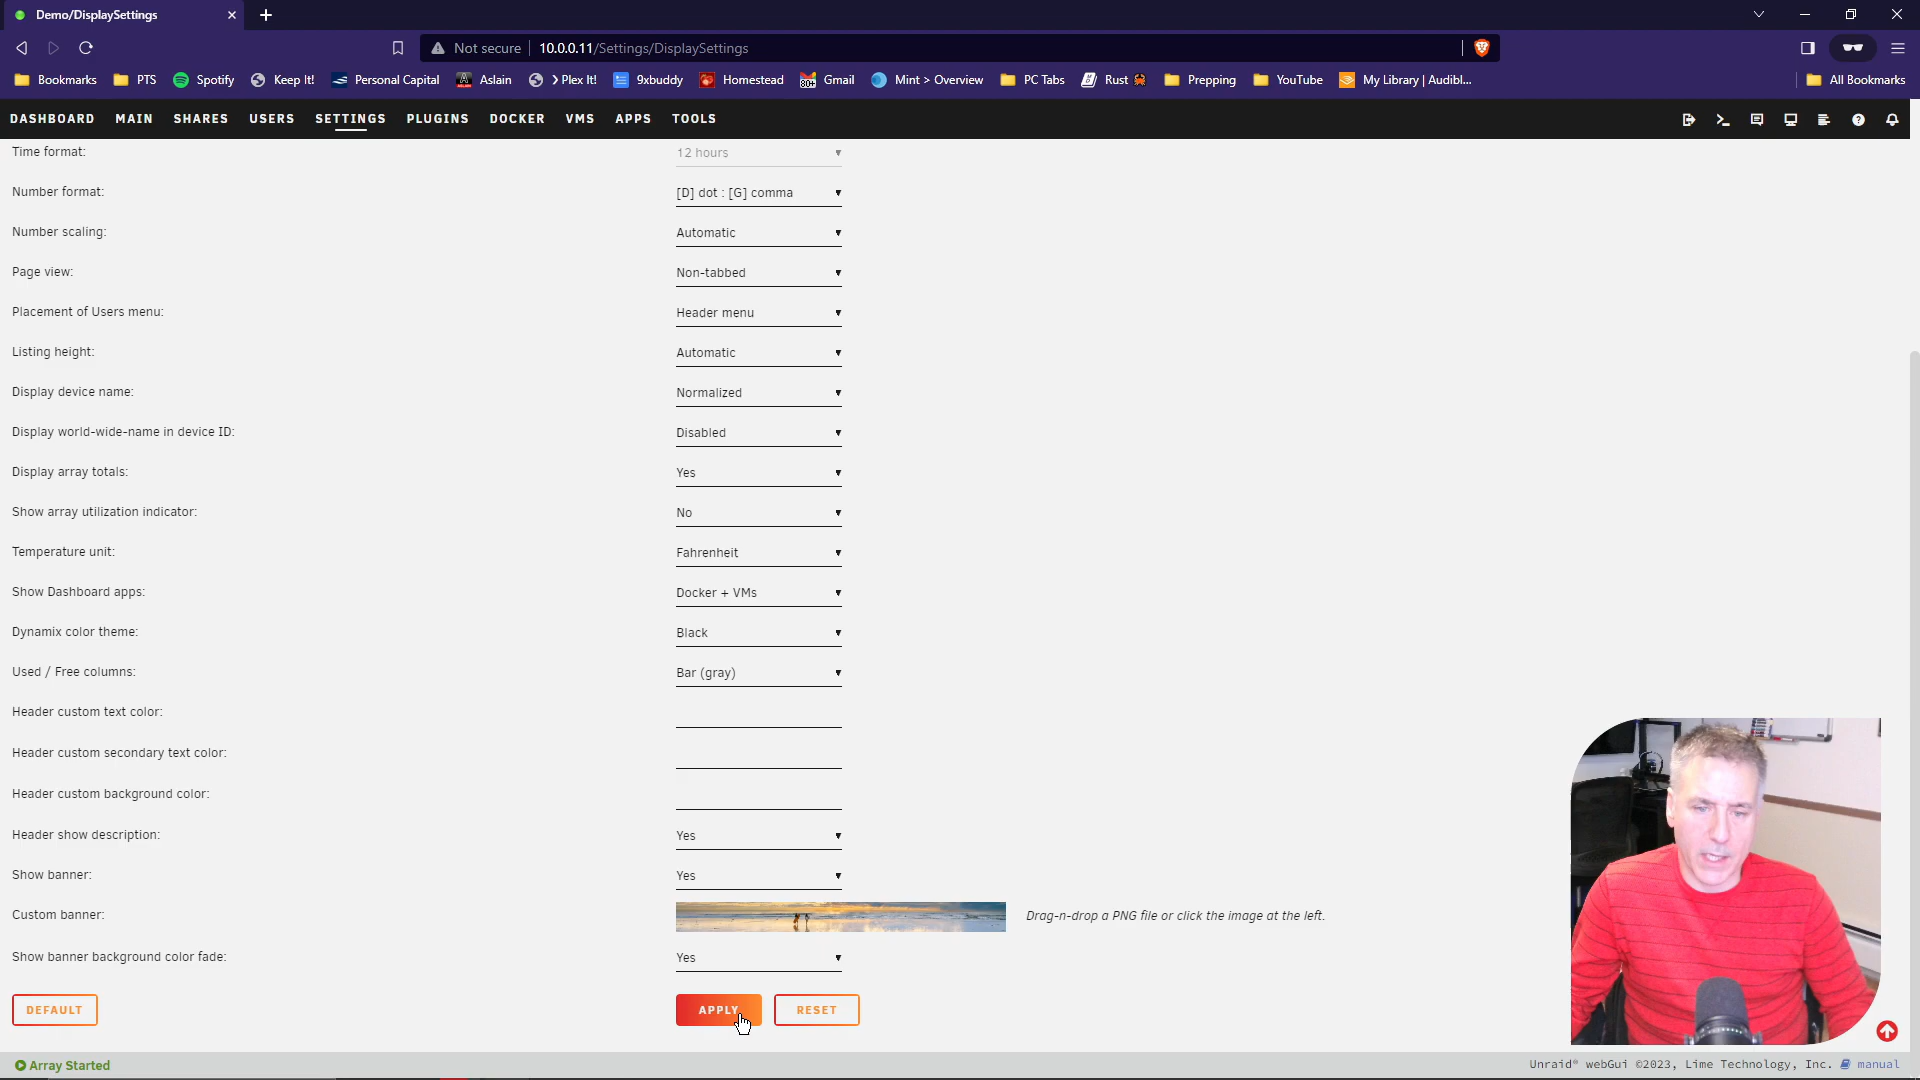 Demo/DisplaySettings
Not secure
10.0.0.11/Settings/DisplaySettings
Bookmarks
PTS
Spotify
Keep It!
Personal Capital
Aslain
> Plex It!
9xbuddy
Homestead
80+
Gmail
Mint > Overview
PC Tabs
Rust 🦀
Prepping
YouTube
My Library | Audibl...
All Bookmarks
DASHBOARD MAIN SHARES USERS SETTINGS PLUGINS DOCKER VMS APPS TOOLS
Time format: 12 hours
Number format: [D] dot : [G] comma
Number scaling: Automatic
Page view: Non-tabbed
Placement of Users menu: Header menu
Listing height: Automatic
Display device name: Normalized
Display world-wide-name in device ID: Disabled
Display array totals: Yes
Show array utilization indicator: No
Temperature unit: Fahrenheit
Show Dashboard apps: Docker + VMs
Dynamix color theme: Black
Used / Free columns: Bar (gray)
Header custom text color:
Header custom secondary text color:
Header custom background color:
Header show description: Yes
Show banner: Yes
Custom banner: Drag-n-drop a PNG file or click the image at the left.
Show banner background color fade: Yes
DEFAULT APPLY RESET
Array Started
Unraid® webGui ©2023, Lime Technology, Inc. manual